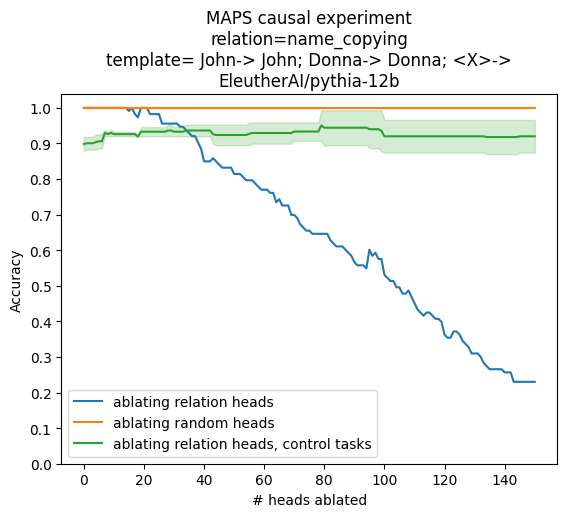 MAPS causal experiment
relation=name_copying
template= John-> John; Donna-> Donna; <X>->
EleutherAI/pythia-12b
1.0
0.9
0.8
0.7
0.6
0.5
0.4
0.3
0.2
0.1
0.0
Accuracy
ablating relation heads
ablating random heads
ablating relation heads, control tasks
0 20 40 60 80 100 120 140
# heads ablated